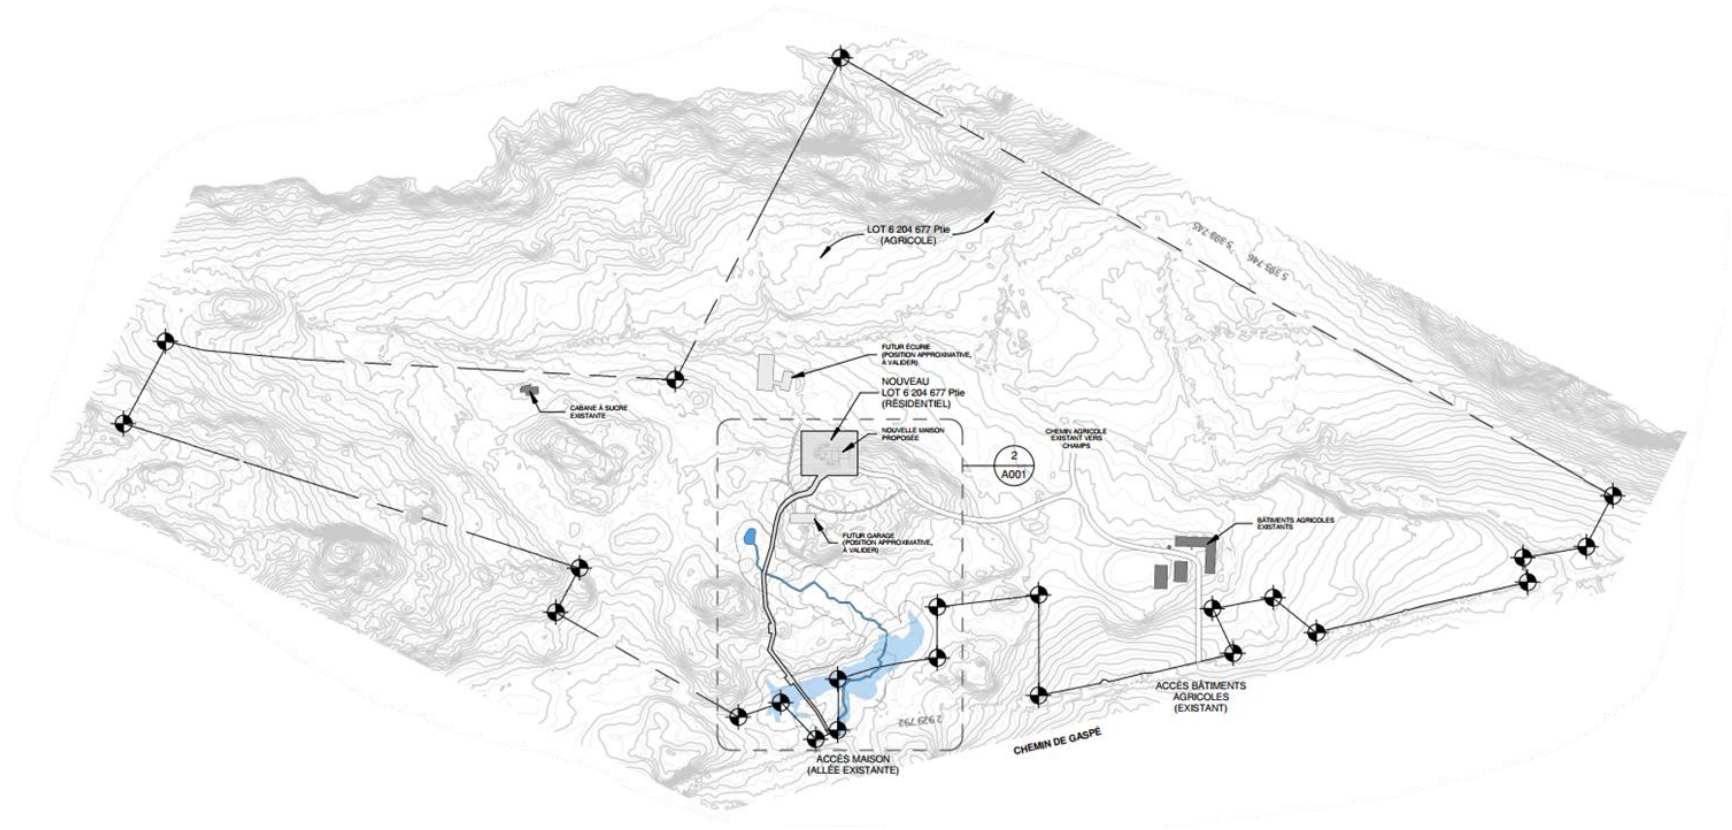 LOT 6 204 677 Ptie
(AGRICOLE)
5 393 745
5 393 746
FUTUR ÉCURIE
(POSITION APPROXIMATIVE,
À VALIDER)
NOUVEAU
LOT 6 204 677 Ptie
(RÉSIDENTIEL)
CABANE À SUCRE
EXISTANTE
NOUVELLE MAISON
PROPOSÉE
CHEMIN AGRICOLE
EXISTANT VERS
CHAMPS
2
A001
BÂTIMENTS AGRICOLES
EXISTANTS
FUTUR GARAGE
(POSITION APPROXIMATIVE,
À VALIDER)
ACCÈS BÂTIMENTS
AGRICOLES
(EXISTANT)
2 929 792
CHEMIN DE GASPÉ
ACCÈS MAISON
(ALLÉE EXISTANTE)